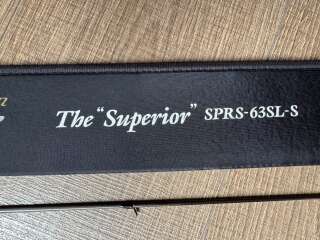 The "Superior" SPRS-63SL-S